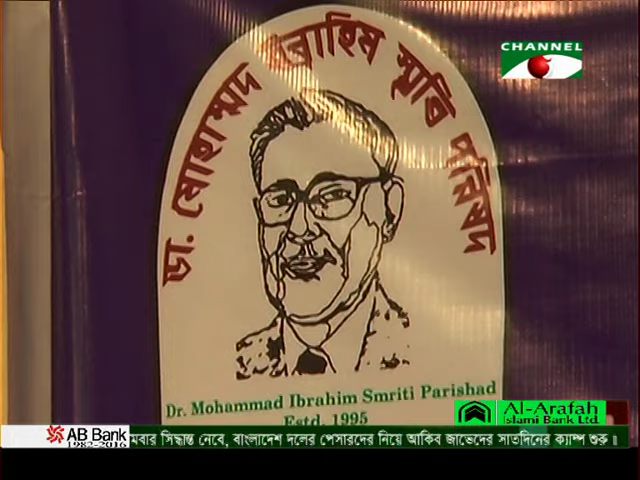 ডা. মোহাম্মদ ইব্রাহিম স্মৃতি পরিষদ
CHANNEL
Dr. Mohammad Ibrahim Smriti Parishad
Estd. 1995
Al-Arafah
Islami Bank Ltd.
AB Bank
1982-2016
মবার সিদ্ধান্ত নেবে, বাংলাদেশ দলের পেসারদের নিয়ে আকিব জাভেদের সাতদিনের ক্যাম্প শুরু ॥